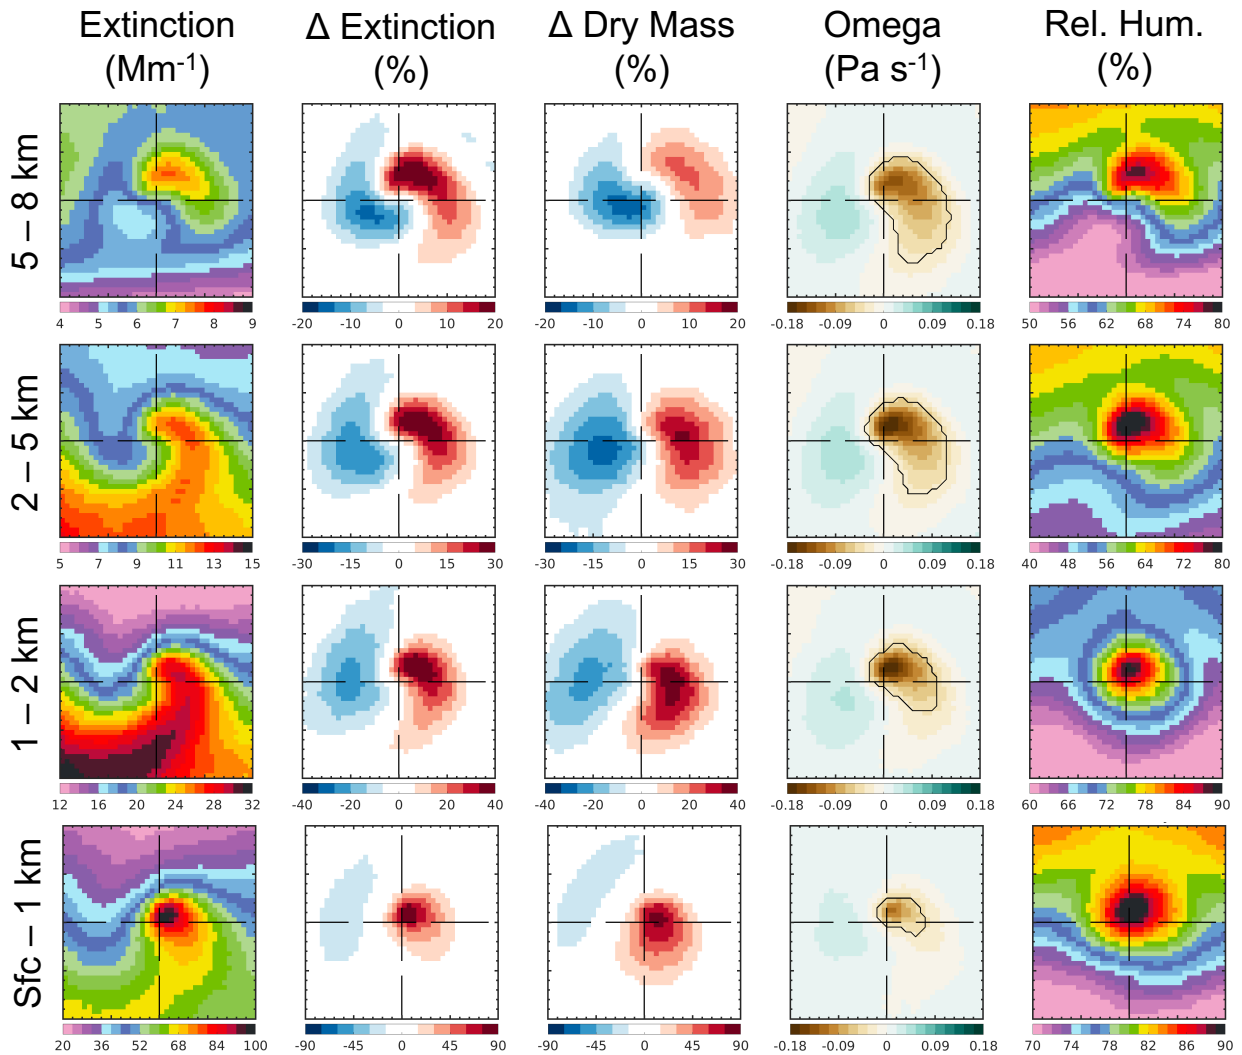 Extinction Δ Extinction Δ Dry Mass Omega Rel. Hum.
(Mm⁻¹) (%) (%) (Pa s⁻¹) (%)
5 – 8 km
4 5 6 7 8 9 -20 -10 0 10 20 -20 -10 0 10 20 -0.18 -0.09 0 0.09 0.18 50 56 62 68 74 80
2 – 5 km
5 7 9 11 13 15 -30 -15 0 15 30 -30 -15 0 15 30 -0.18 -0.09 0 0.09 0.18 40 48 56 64 72 80
1 – 2 km
12 16 20 24 28 32 -40 -20 0 20 40 -40 -20 0 20 40 -0.18 -0.09 0 0.09 0.18 60 66 72 78 84 90
Sfc – 1 km
20 36 52 68 84 100 -90 -45 0 45 90 -90 -45 0 45 90 -0.18 -0.09 0 0.09 0.18 70 74 78 82 86 90